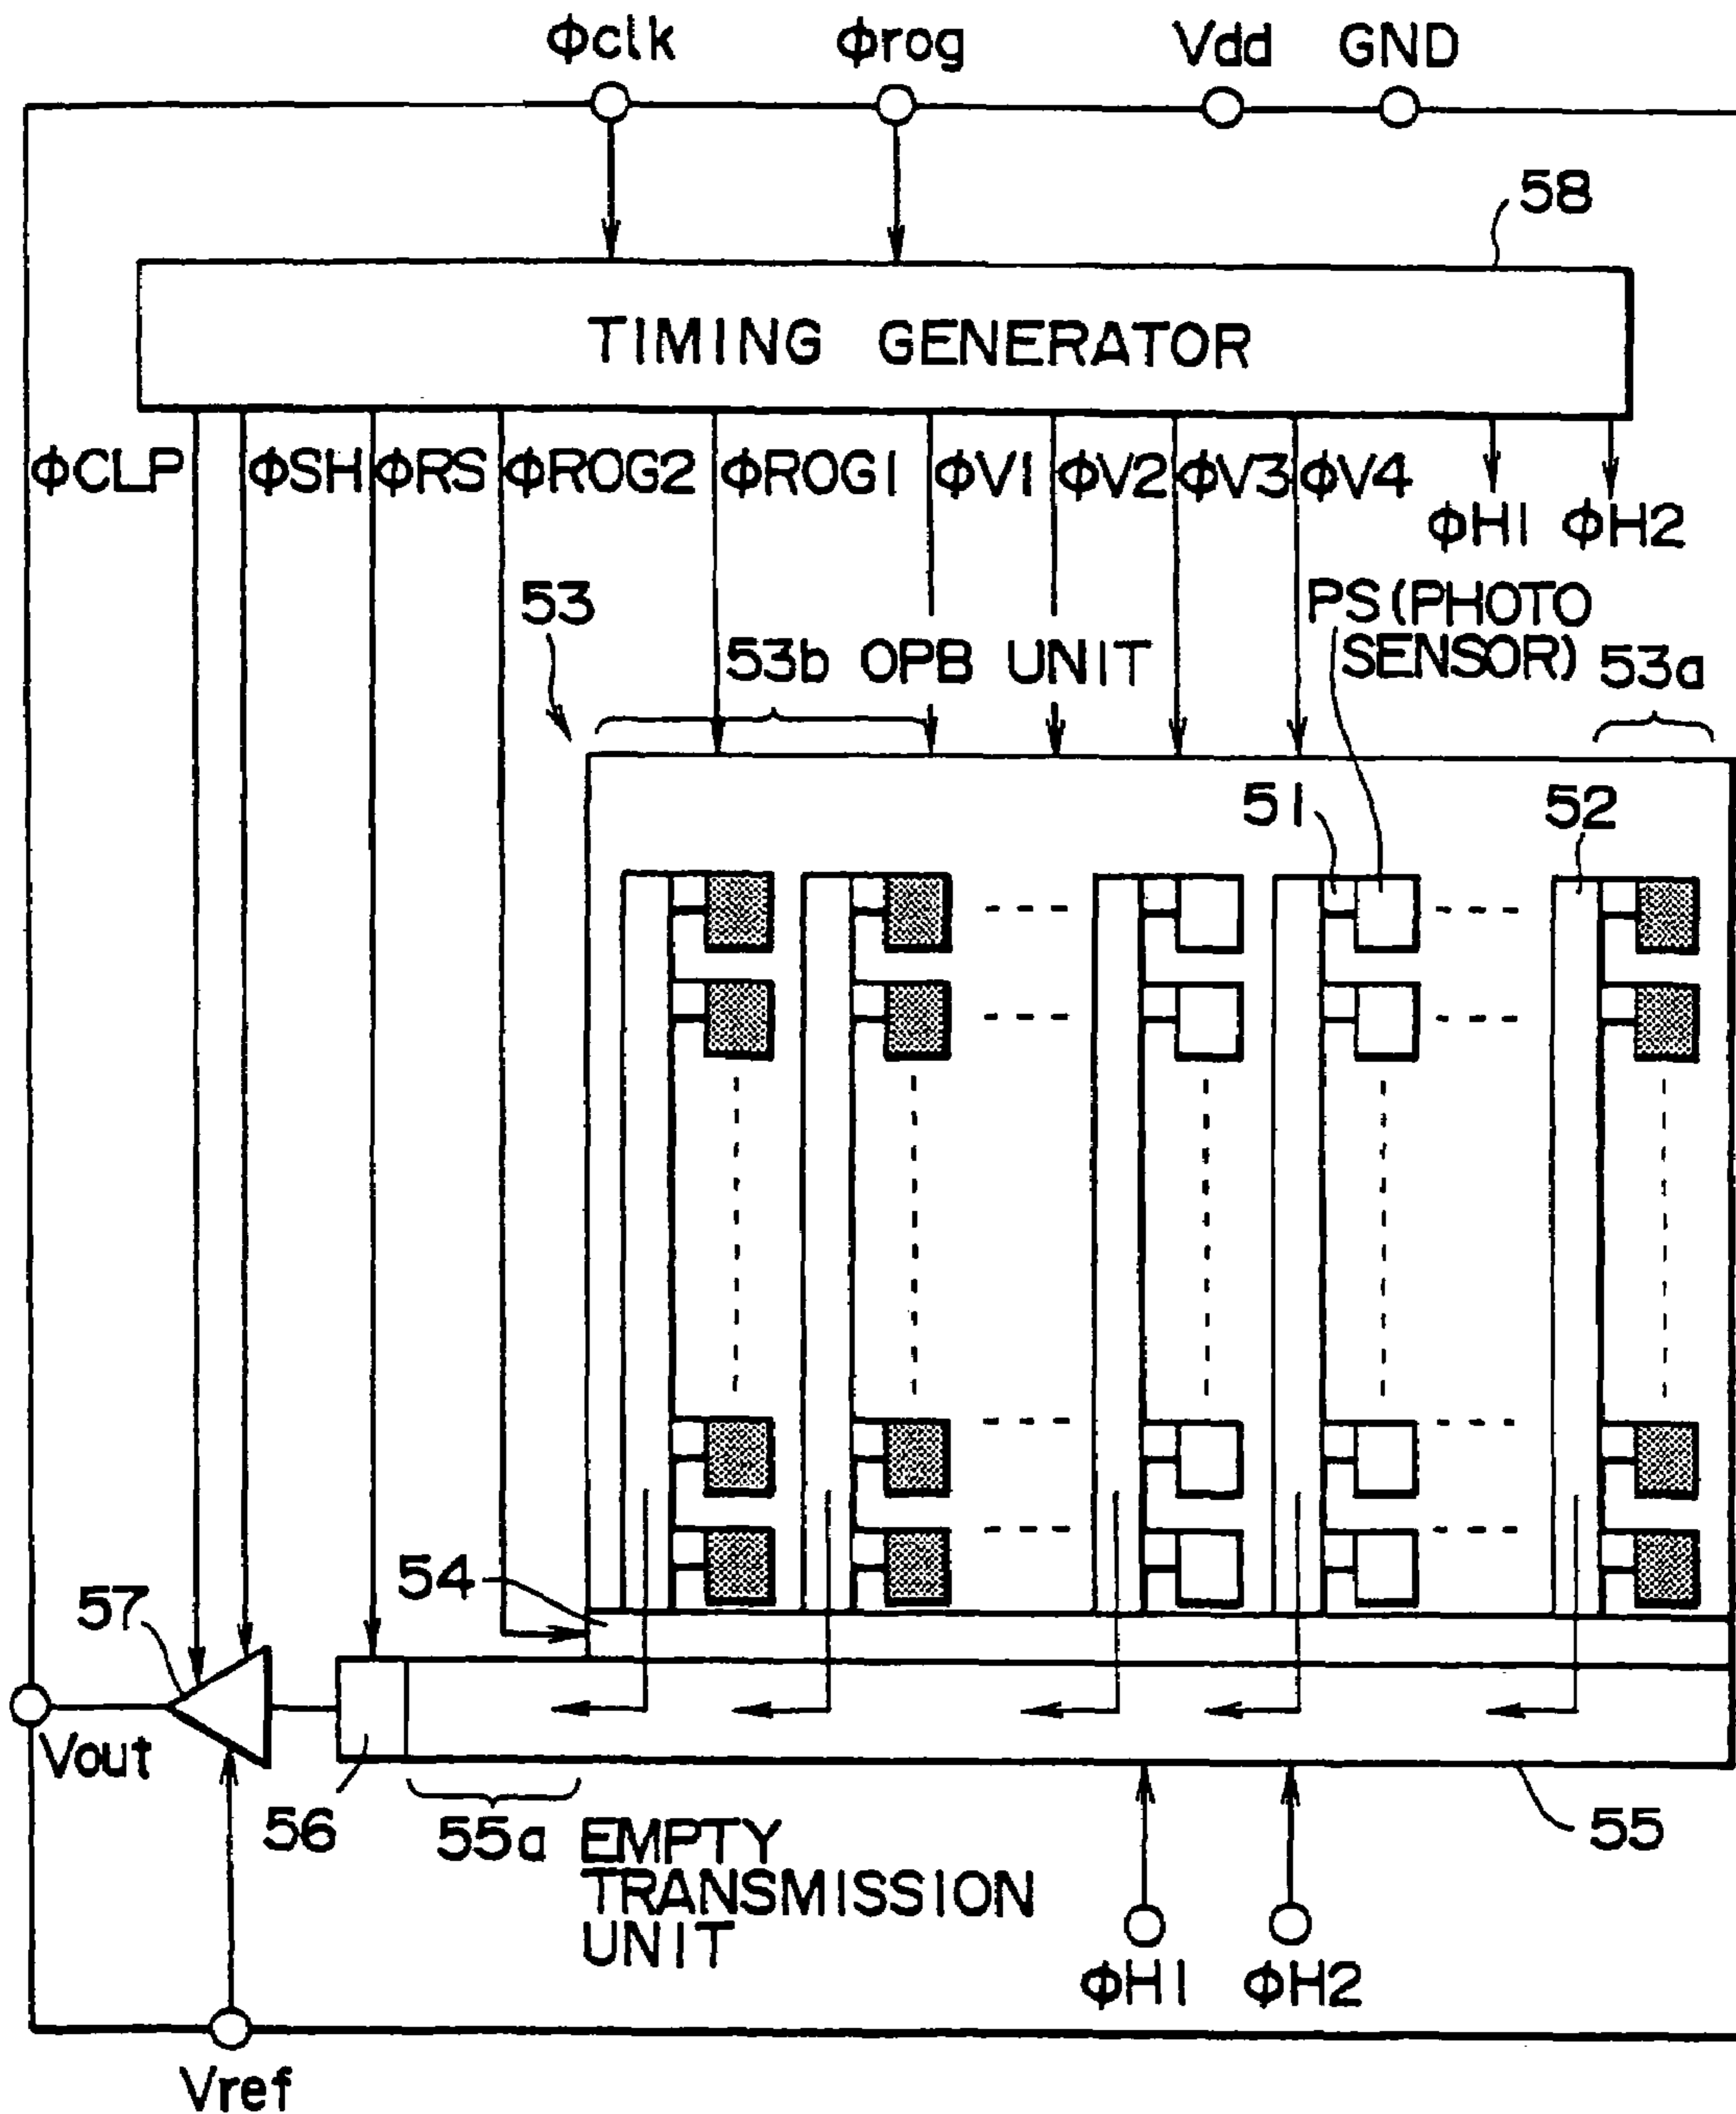 ϕclk ϕrog Vdd GND
58
TIMING GENERATOR
ϕCLP ϕSH ϕRS ϕROG2 ϕROG1 ϕV1 ϕV2 ϕV3 ϕV4
ϕH1 ϕH2
53
53b OPB UNIT
PS(PHOTO
SENSOR)
53a
51
52
54
57
Vout
56
55a EMPTY
TRANSMISSION
UNIT
55
ϕH1 ϕH2
Vref